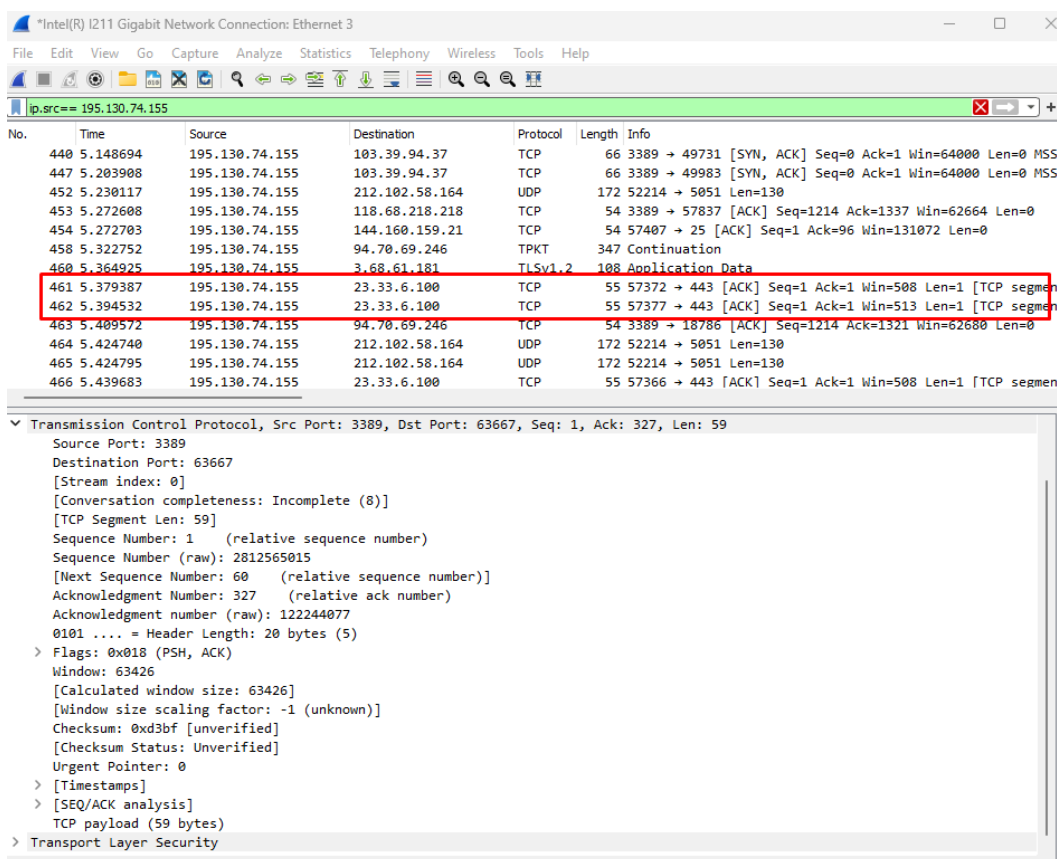 *Intel(R) I211 Gigabit Network Connection: Ethernet 3
File Edit View Go Capture Analyze Statistics Telephony Wireless Tools Help
ip.src== 195.130.74.155
No. Time Source Destination Protocol Length Info
440 5.148694 195.130.74.155 103.39.94.37 TCP 66 3389 → 49731 [SYN, ACK] Seq=0 Ack=1 Win=64000 Len=0 MSS
447 5.203908 195.130.74.155 103.39.94.37 TCP 66 3389 → 49983 [SYN, ACK] Seq=0 Ack=1 Win=64000 Len=0 MSS
452 5.230117 195.130.74.155 212.102.58.164 UDP 172 52214 → 5051 Len=130
453 5.272608 195.130.74.155 118.68.218.218 TCP 54 3389 → 57837 [ACK] Seq=1214 Ack=1337 Win=62664 Len=0
454 5.272703 195.130.74.155 144.160.159.21 TCP 54 57407 → 25 [ACK] Seq=1 Ack=96 Win=131072 Len=0
458 5.322752 195.130.74.155 94.70.69.246 TPKT 347 Continuation
460 5.364925 195.130.74.155 3.68.61.181 TLSv1.2 108 Application Data
461 5.379387 195.130.74.155 23.33.6.100 TCP 55 57372 → 443 [ACK] Seq=1 Ack=1 Win=508 Len=1 [TCP segmen
462 5.394532 195.130.74.155 23.33.6.100 TCP 55 57377 → 443 [ACK] Seq=1 Ack=1 Win=513 Len=1 [TCP segmen
463 5.409572 195.130.74.155 94.70.69.246 TCP 54 3389 → 18786 [ACK] Seq=1214 Ack=1321 Win=62680 Len=0
464 5.424740 195.130.74.155 212.102.58.164 UDP 172 52214 → 5051 Len=130
465 5.424795 195.130.74.155 212.102.58.164 UDP 172 52214 → 5051 Len=130
466 5.439683 195.130.74.155 23.33.6.100 TCP 55 57366 → 443 [ACK] Seq=1 Ack=1 Win=508 Len=1 [TCP segmen
Transmission Control Protocol, Src Port: 3389, Dst Port: 63667, Seq: 1, Ack: 327, Len: 59
Source Port: 3389
Destination Port: 63667
[Stream index: 0]
[Conversation completeness: Incomplete (8)]
[TCP Segment Len: 59]
Sequence Number: 1 (relative sequence number)
Sequence Number (raw): 2812565015
[Next Sequence Number: 60 (relative sequence number)]
Acknowledgment Number: 327 (relative ack number)
Acknowledgment number (raw): 122244077
0101 .... = Header Length: 20 bytes (5)
Flags: 0x018 (PSH, ACK)
Window: 63426
[Calculated window size: 63426]
[Window size scaling factor: -1 (unknown)]
Checksum: 0xd3bf [unverified]
[Checksum Status: Unverified]
Urgent Pointer: 0
[Timestamps]
[SEQ/ACK analysis]
TCP payload (59 bytes)
Transport Layer Security